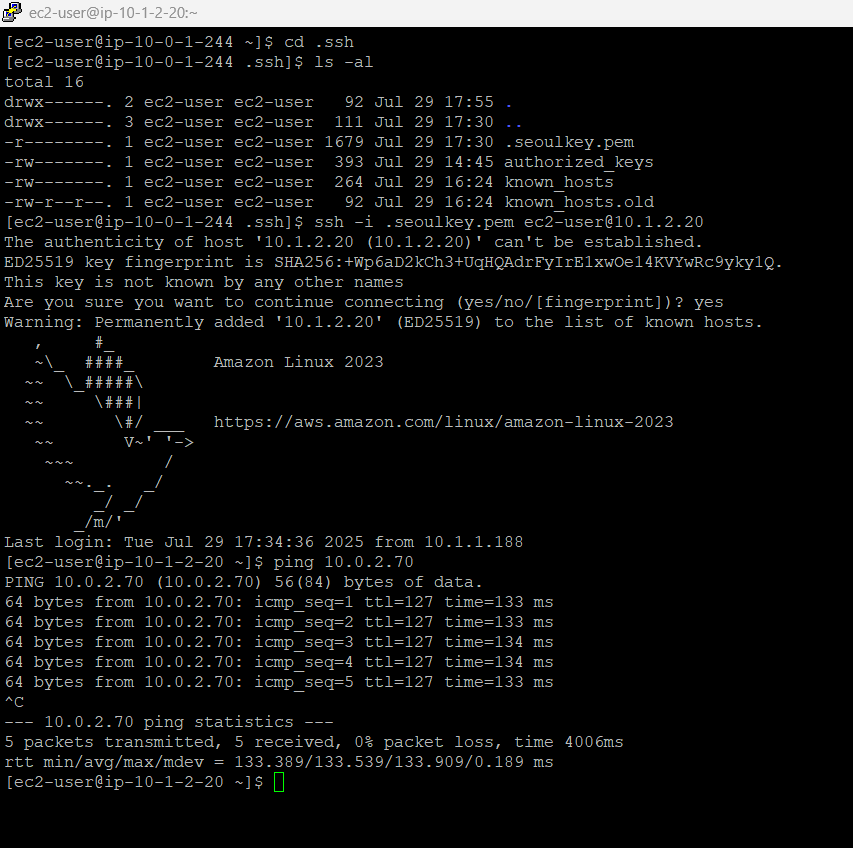 ec2-user@ip-10-1-2-20:~
[ec2-user@ip-10-0-1-244 ~]$ cd .ssh
[ec2-user@ip-10-0-1-244 .ssh]$ ls -al
total 16
drwx------. 2 ec2-user ec2-user   92 Jul 29 17:55 .
drwx------. 3 ec2-user ec2-user  111 Jul 29 17:30 ..
-r--------. 1 ec2-user ec2-user 1679 Jul 29 17:30 .seoulkey.pem
-rw-------. 1 ec2-user ec2-user  393 Jul 29 14:45 authorized_keys
-rw-------. 1 ec2-user ec2-user  264 Jul 29 16:24 known_hosts
-rw-r--r--. 1 ec2-user ec2-user   92 Jul 29 16:24 known_hosts.old
[ec2-user@ip-10-0-1-244 .ssh]$ ssh -i .seoulkey.pem ec2-user@10.1.2.20
The authenticity of host '10.1.2.20 (10.1.2.20)' can't be established.
ED25519 key fingerprint is SHA256:+Wp6aD2kCh3+UqHQAdrFyIrE1xwOe14KVYwRc9yky1Q.
This key is not known by any other names
Are you sure you want to continue connecting (yes/no/[fingerprint])? yes
Warning: Permanently added '10.1.2.20' (ED25519) to the list of known hosts.
   ,     #_
   ~\_  ####_        Amazon Linux 2023
  ~~  \_#####\
  ~~     \###|
  ~~       \#/ ___   https://aws.amazon.com/linux/amazon-linux-2023
   ~~       V~' '->
    ~~~         /
      ~~._.   _/
         _/ _/
       _/m/'
Last login: Tue Jul 29 17:34:36 2025 from 10.1.1.188
[ec2-user@ip-10-1-2-20 ~]$ ping 10.0.2.70
PING 10.0.2.70 (10.0.2.70) 56(84) bytes of data.
64 bytes from 10.0.2.70: icmp_seq=1 ttl=127 time=133 ms
64 bytes from 10.0.2.70: icmp_seq=2 ttl=127 time=133 ms
64 bytes from 10.0.2.70: icmp_seq=3 ttl=127 time=134 ms
64 bytes from 10.0.2.70: icmp_seq=4 ttl=127 time=134 ms
64 bytes from 10.0.2.70: icmp_seq=5 ttl=127 time=133 ms
^C
--- 10.0.2.70 ping statistics ---
5 packets transmitted, 5 received, 0% packet loss, time 4006ms
rtt min/avg/max/mdev = 133.389/133.539/133.909/0.189 ms
[ec2-user@ip-10-1-2-20 ~]$